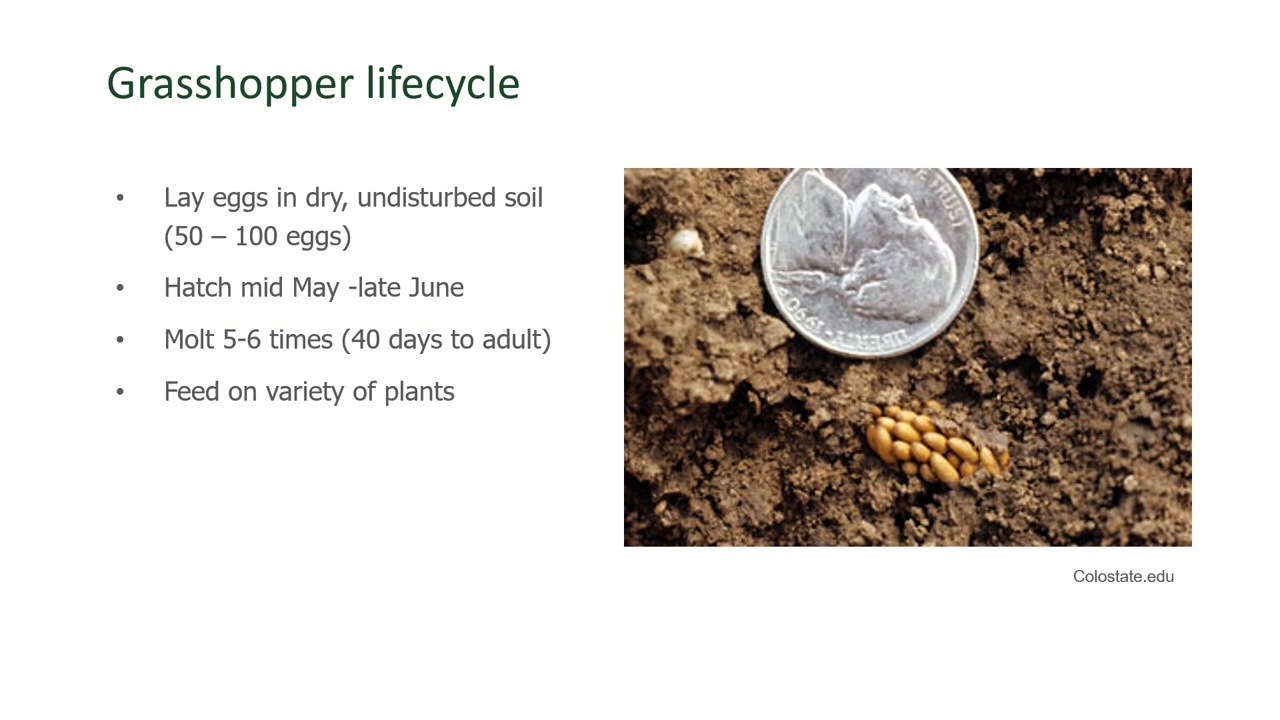 Grasshopper lifecycle
• Lay eggs in dry, undisturbed soil
(50 – 100 eggs)
• Hatch mid May -late June
• Molt 5-6 times (40 days to adult)
• Feed on variety of plants
TRUST
LIBERTY • 1990
Colostate.edu